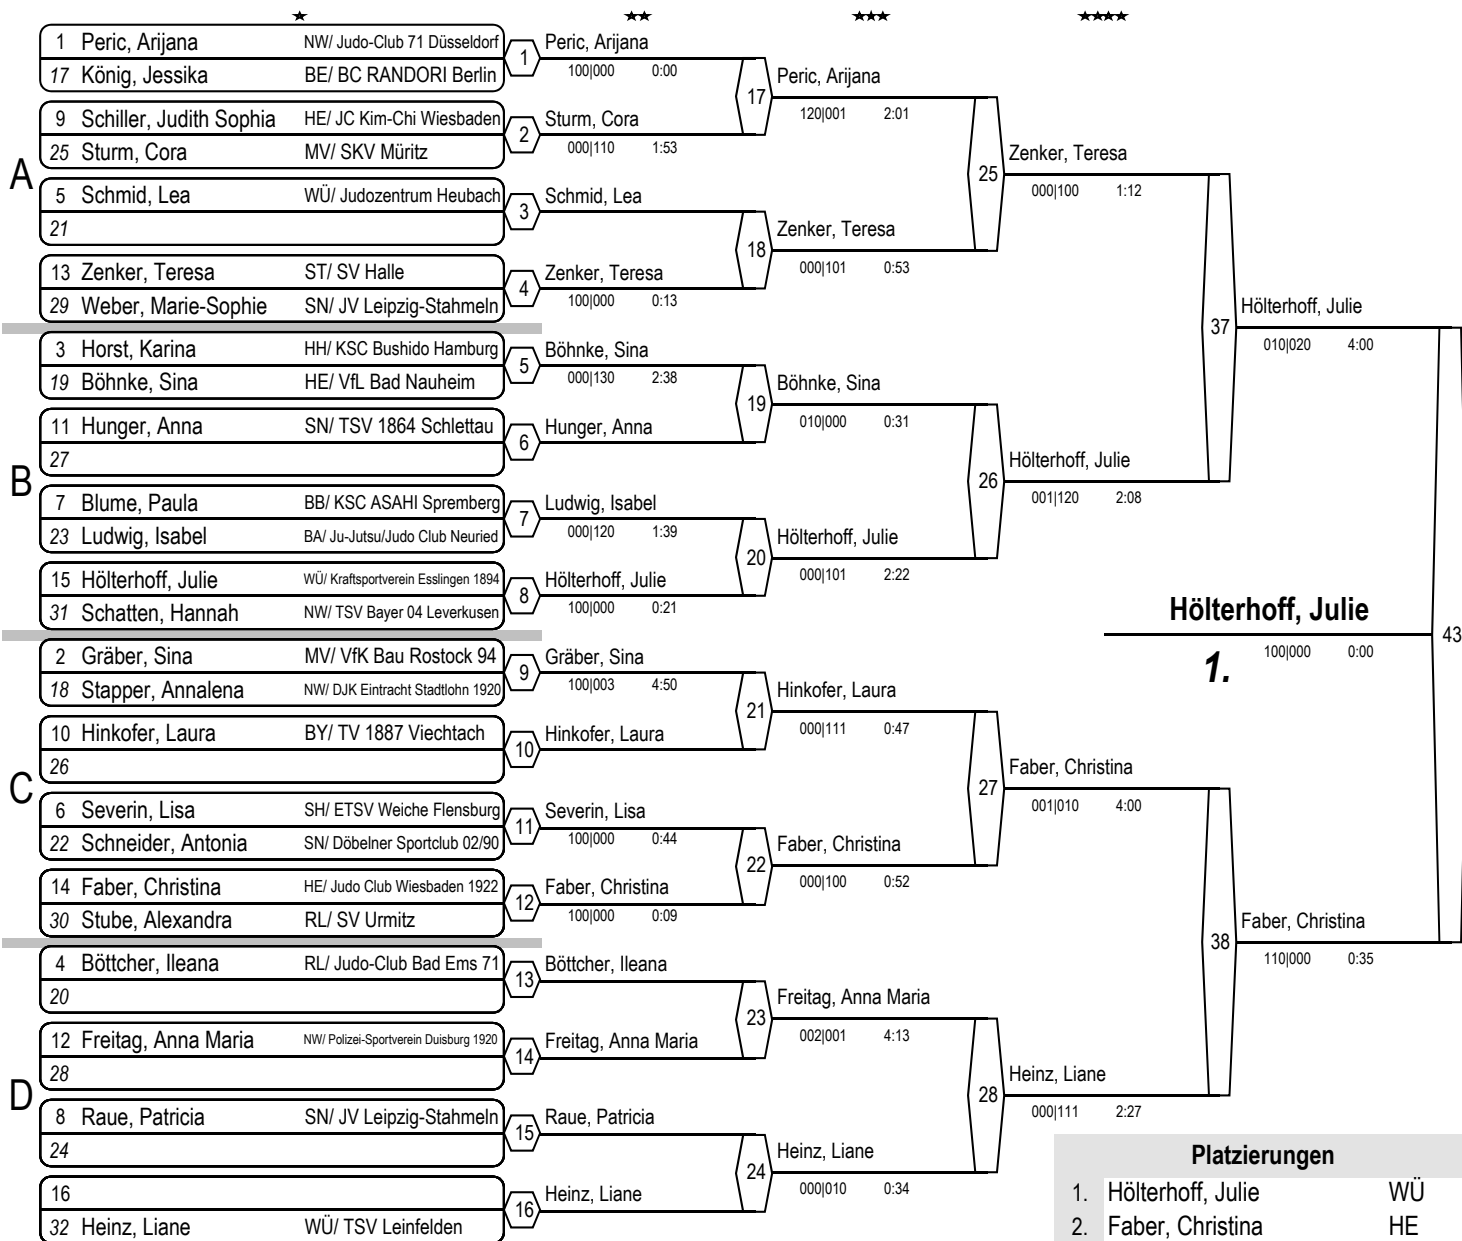 1 Peric, Arijana NW/ Judo-Club 71 Düsseldorf
17 König, Jessika BE/ BC RANDORI Berlin
9 Schiller, Judith Sophia HE/ JC Kim-Chi Wiesbaden
25 Sturm, Cora MV/ SKV Müritz
A
5 Schmid, Lea WÜ/ Judozentrum Heubach
21
13 Zenker, Teresa ST/ SV Halle
29 Weber, Marie-Sophie SN/ JV Leipzig-Stahmeln
3 Horst, Karina HH/ KSC Bushido Hamburg
19 Böhnke, Sina HE/ VfL Bad Nauheim
11 Hunger, Anna SN/ TSV 1864 Schlettau
27
B
7 Blume, Paula BB/ KSC ASAHI Spremberg
23 Ludwig, Isabel BA/ Ju-Jutsu/Judo Club Neuried
15 Hölterhoff, Julie WÜ/ Kraftsportverein Esslingen 1894
31 Schatten, Hannah NW/ TSV Bayer 04 Leverkusen
2 Gräber, Sina MV/ VfK Bau Rostock 94
18 Stapper, Annalena NW/ DJK Eintracht Stadtlohn 1920
10 Hinkofer, Laura BY/ TV 1887 Viechtach
26
C
6 Severin, Lisa SH/ ETSV Weiche Flensburg
22 Schneider, Antonia SN/ Döbelner Sportclub 02/90
14 Faber, Christina HE/ Judo Club Wiesbaden 1922
30 Stube, Alexandra RL/ SV Urmitz
4 Böttcher, Ileana RL/ Judo-Club Bad Ems 71
20
12 Freitag, Anna Maria NW/ Polizei-Sportverein Duisburg 1920
28
D
8 Raue, Patricia SN/ JV Leipzig-Stahmeln
24
16
32 Heinz, Liane WÜ/ TSV Leinfelden
1 Peric, Arijana
100|000 0:00
2 Sturm, Cora
000|110 1:53
3 Schmid, Lea
4 Zenker, Teresa
100|000 0:13
5 Böhnke, Sina
000|130 2:38
6 Hunger, Anna
7 Ludwig, Isabel
000|120 1:39
8 Hölterhoff, Julie
100|000 0:21
9 Gräber, Sina
100|003 4:50
10 Hinkofer, Laura
11 Severin, Lisa
100|000 0:44
12 Faber, Christina
100|000 0:09
13 Böttcher, Ileana
14 Freitag, Anna Maria
15 Raue, Patricia
16 Heinz, Liane
17 Peric, Arijana
120|001 2:01
18 Zenker, Teresa
000|101 0:53
19 Böhnke, Sina
010|000 0:31
20 Hölterhoff, Julie
000|101 2:22
21 Hinkofer, Laura
000|111 0:47
22 Faber, Christina
000|100 0:52
23 Freitag, Anna Maria
002|001 4:13
24 Heinz, Liane
000|010 0:34
25 Zenker, Teresa
000|100 1:12
26 Hölterhoff, Julie
001|120 2:08
27 Faber, Christina
001|010 4:00
28 Heinz, Liane
000|111 2:27
37 Hölterhoff, Julie
010|020 4:00
38 Faber, Christina
110|000 0:35
Hölterhoff, Julie
43
1. 100|000 0:00
Platzierungen
1. Hölterhoff, Julie WÜ
2. Faber, Christina HE